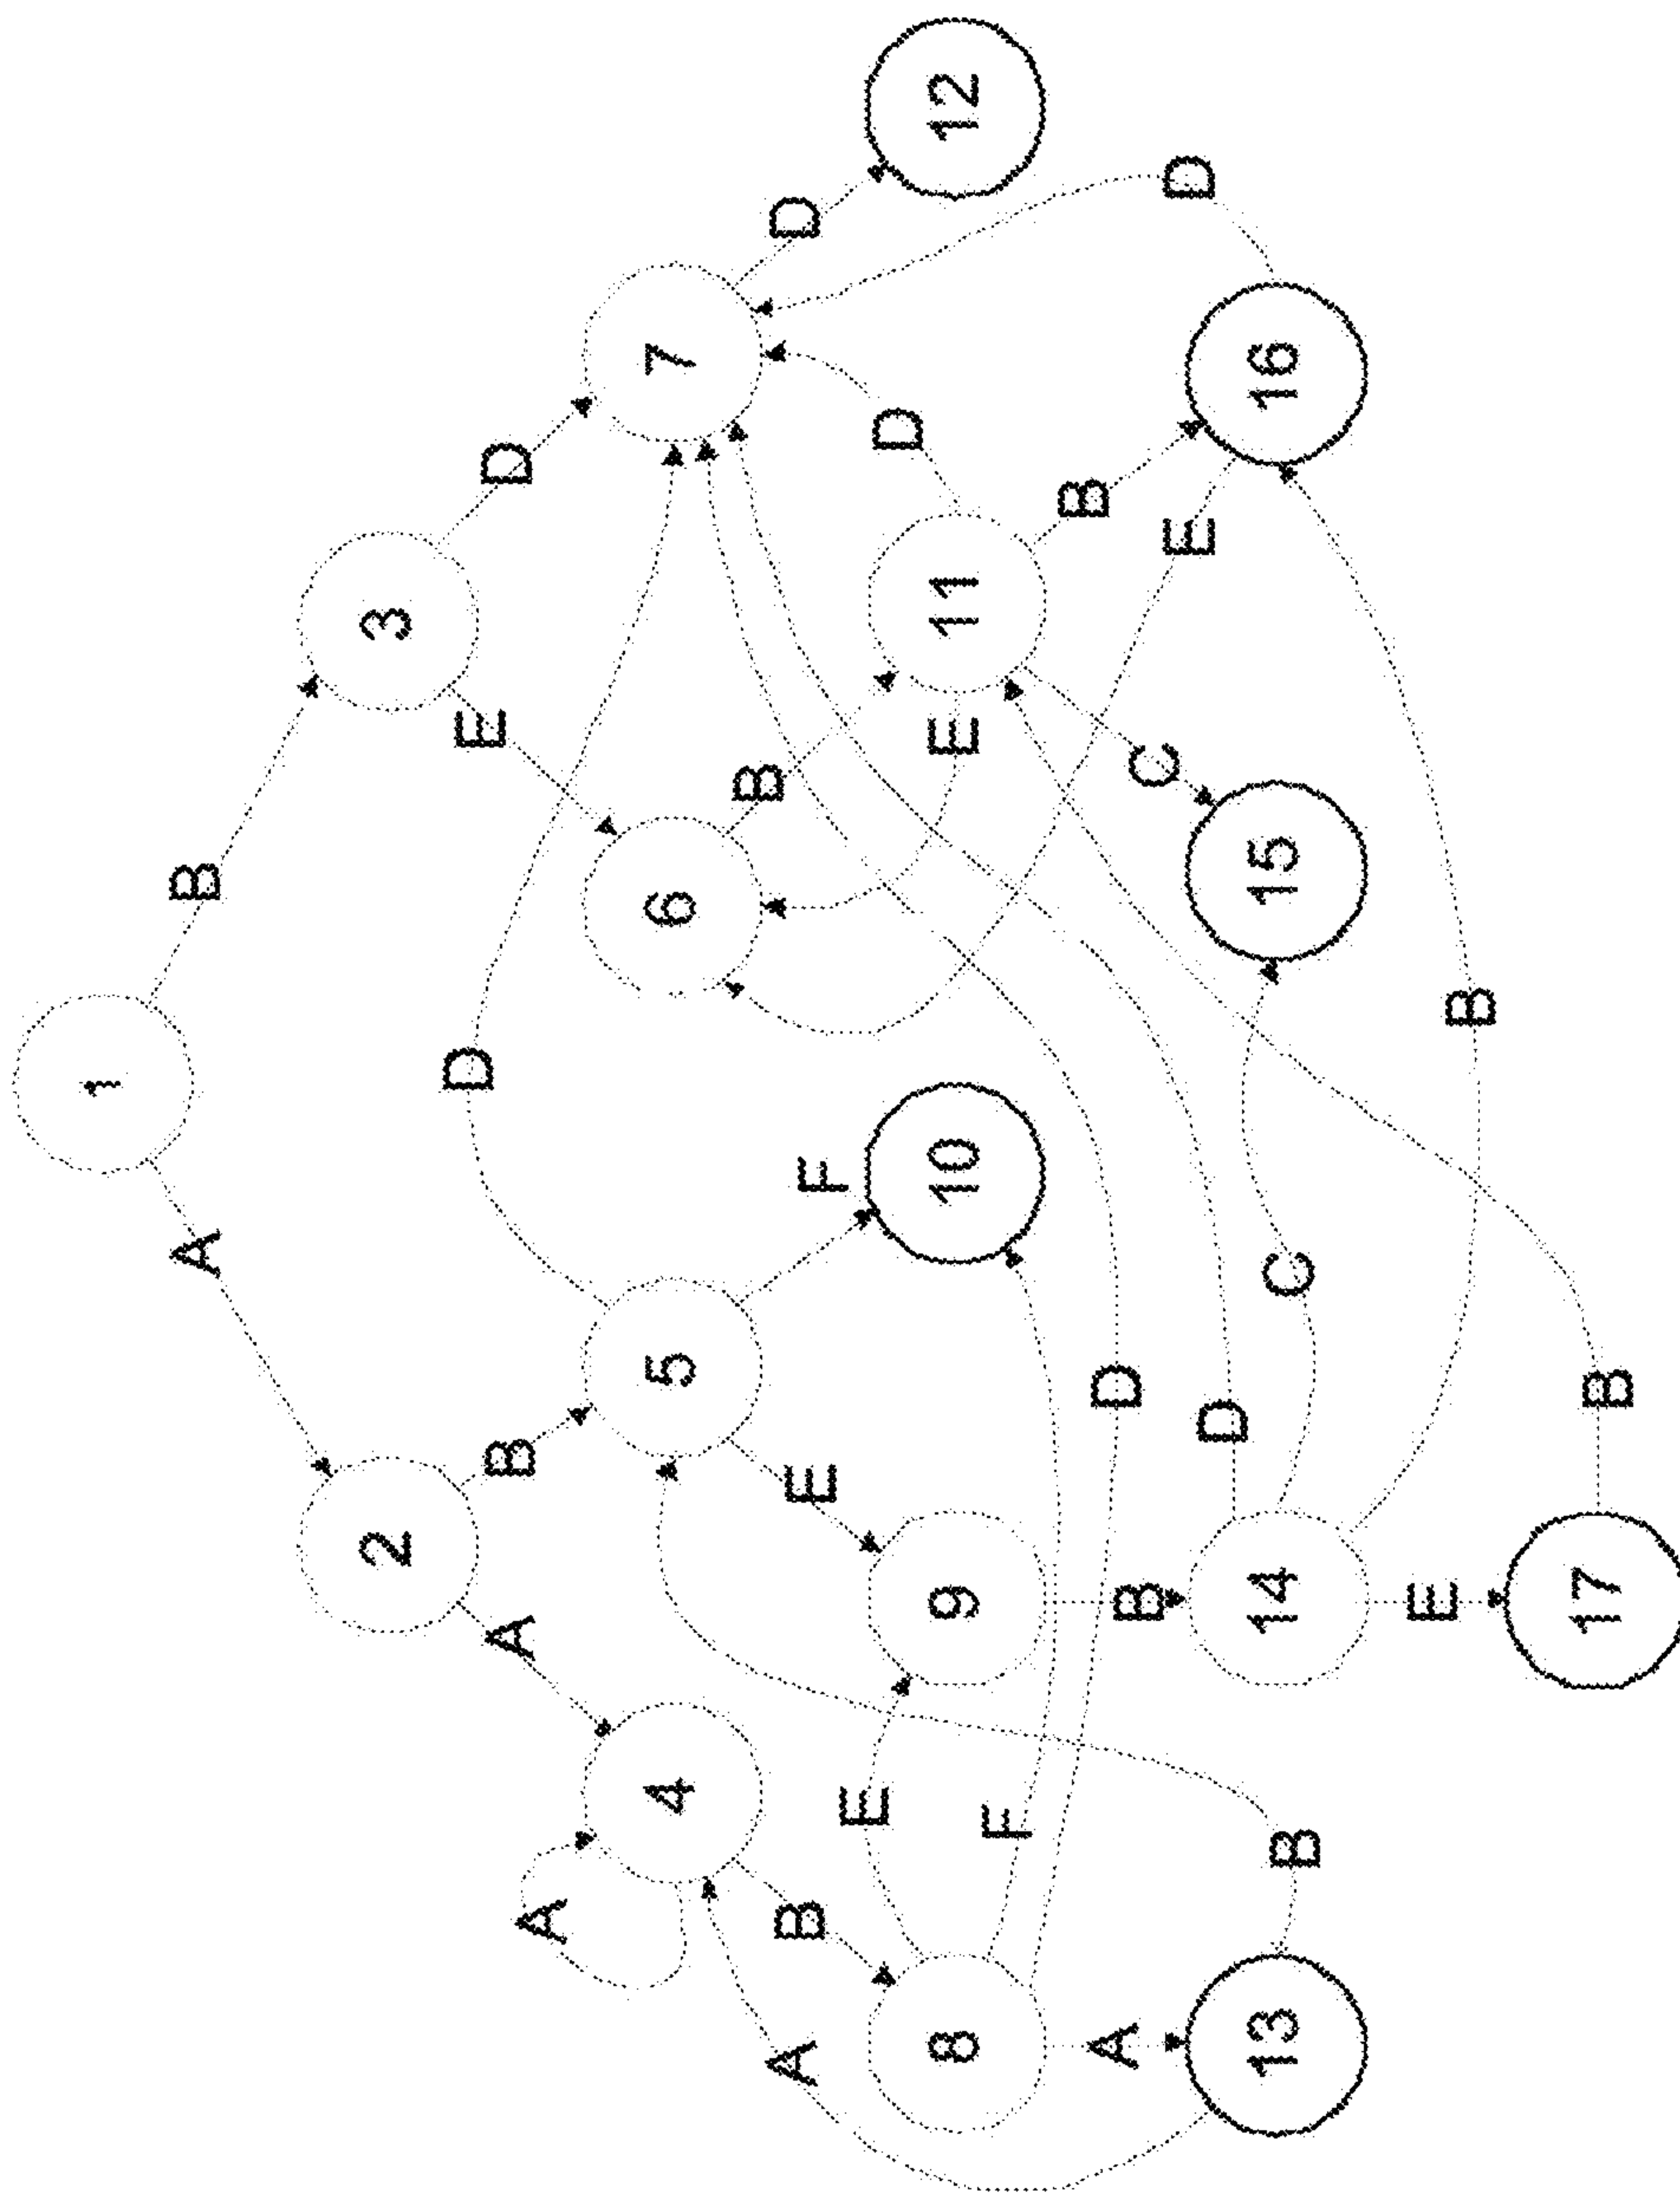 1
A B
2 3
A A B D E D
4 5 6 7
A B E F B D
E D
8 9 10 E 11 12
F
A B D B
D C E D
13 B 14 C 15 16
E B
17 B